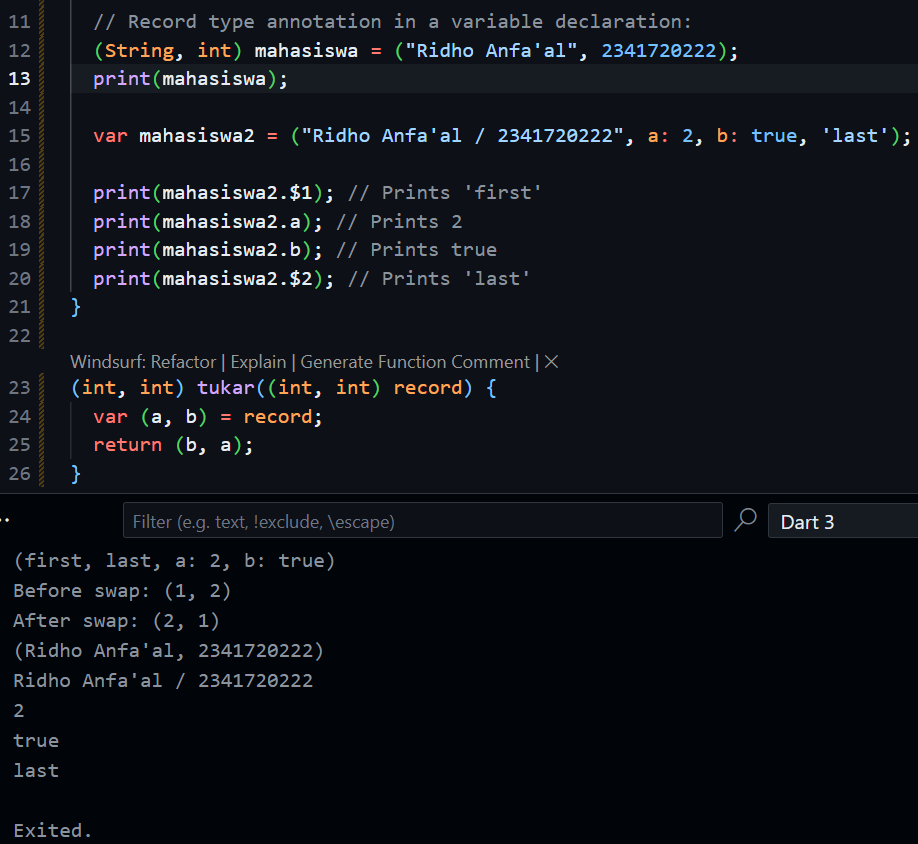 11 // Record type annotation in a variable declaration:
12 (String, int) mahasiswa = ("Ridho Anfa'al", 2341720222);
13 print(mahasiswa);
14
15 var mahasiswa2 = ("Ridho Anfa'al / 2341720222", a: 2, b: true, 'last');
16
17 print(mahasiswa2.$1); // Prints 'first'
18 print(mahasiswa2.a); // Prints 2
19 print(mahasiswa2.b); // Prints true
20 print(mahasiswa2.$2); // Prints 'last'
21 }
22
Windsurf: Refactor | Explain | Generate Function Comment | ×
23 (int, int) tukar((int, int) record) {
24 var (a, b) = record;
25 return (b, a);
26 }
Filter (e.g. text, !exclude, \escape) Dart 3
(first, last, a: 2, b: true)
Before swap: (1, 2)
After swap: (2, 1)
(Ridho Anfa'al, 2341720222)
Ridho Anfa'al / 2341720222
2
true
last
Exited.